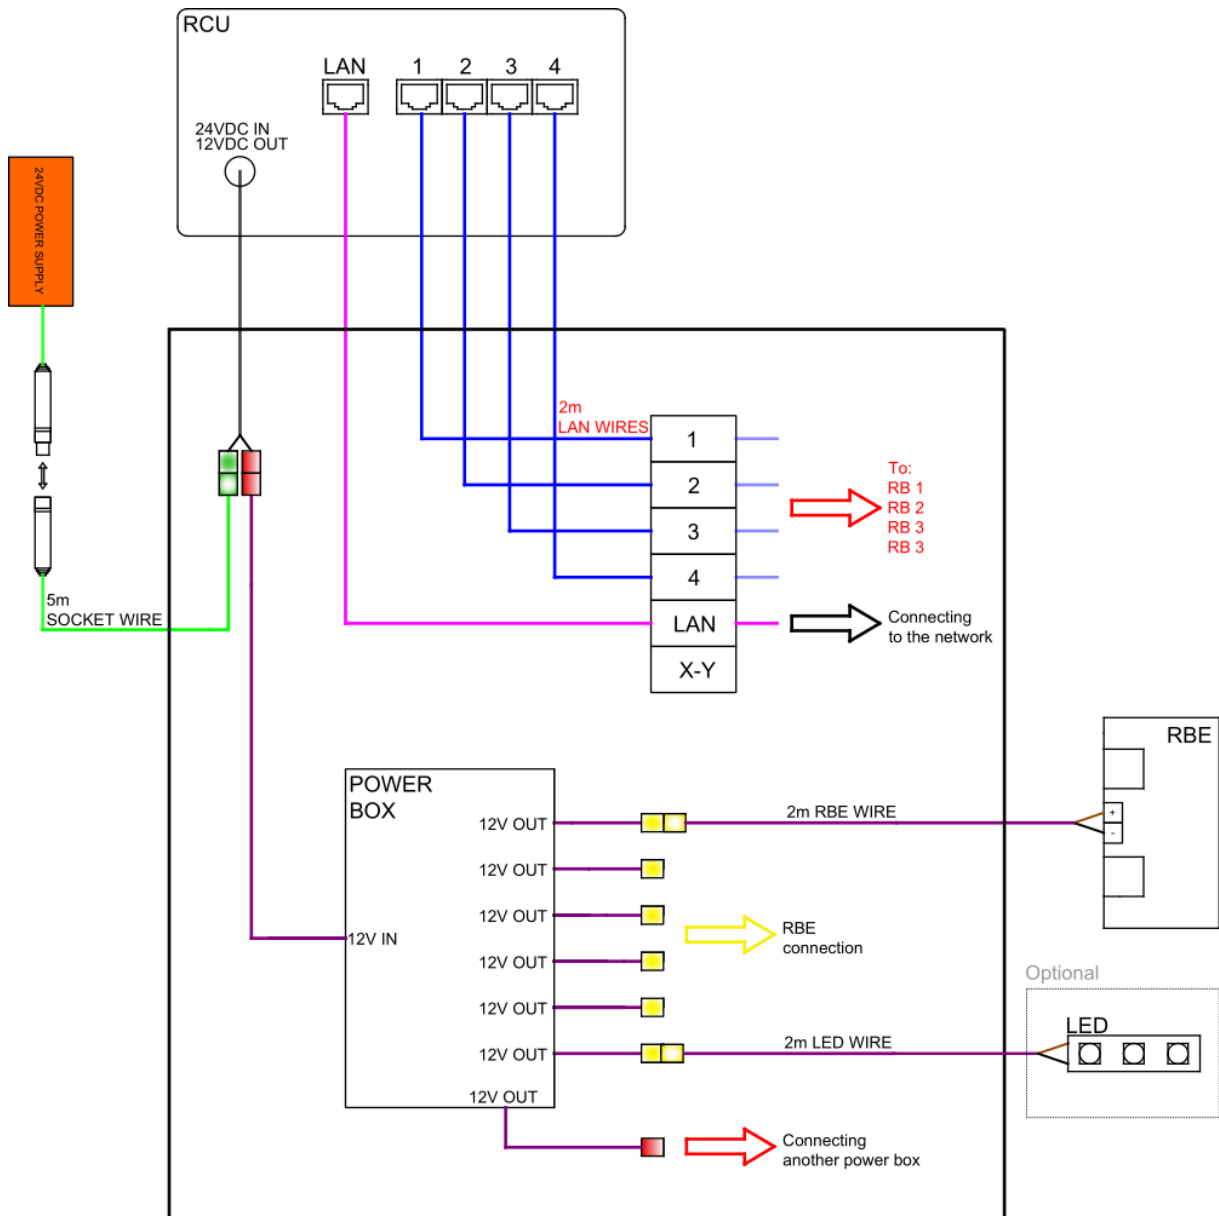 RCU
LAN 1 2 3 4
24VDC IN
12VDC OUT
24VDC POWER SUPPLY
2m
LAN WIRES
1
2
3
4
LAN
X-Y
To:
RB 1
RB 2
RB 3
RB 3
Connecting
to the network
5m
SOCKET WIRE
POWER
BOX
12V IN
12V OUT
12V OUT
12V OUT
12V OUT
12V OUT
12V OUT
12V OUT
2m RBE WIRE
RBE
+
-
RBE
connection
Optional
LED
2m LED WIRE
Connecting
another power box